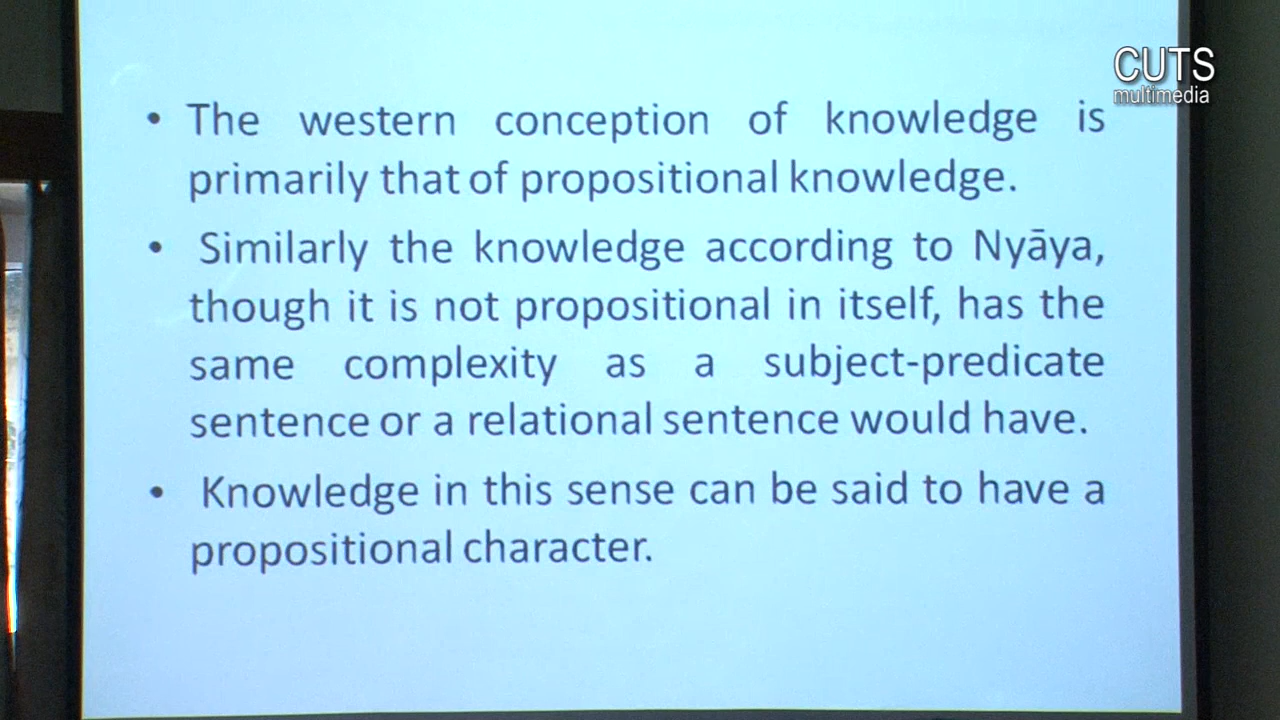 CUTS
multimedia
• The western conception of knowledge is
primarily that of propositional knowledge.
• Similarly the knowledge according to Nyāya,
though it is not propositional in itself, has the
same complexity as a subject-predicate
sentence or a relational sentence would have.
• Knowledge in this sense can be said to have a
propositional character.